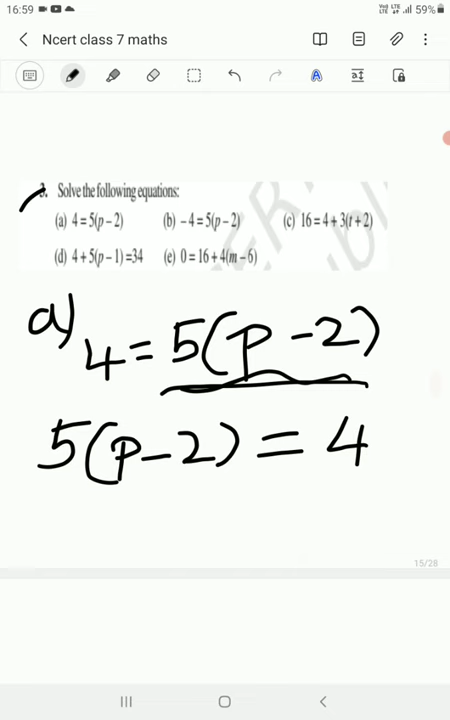 16:59 59%
Ncert class 7 maths
3. Solve the following equations:
(a) 4 = 5(p – 2) (b) – 4 = 5(p – 2) (c) 16 = 4 + 3(t + 2)
(d) 4 + 5(p – 1) =34 (e) 0 = 16 + 4(m – 6)
a) 4 = 5(p – 2)
5(p – 2) = 4
15/28